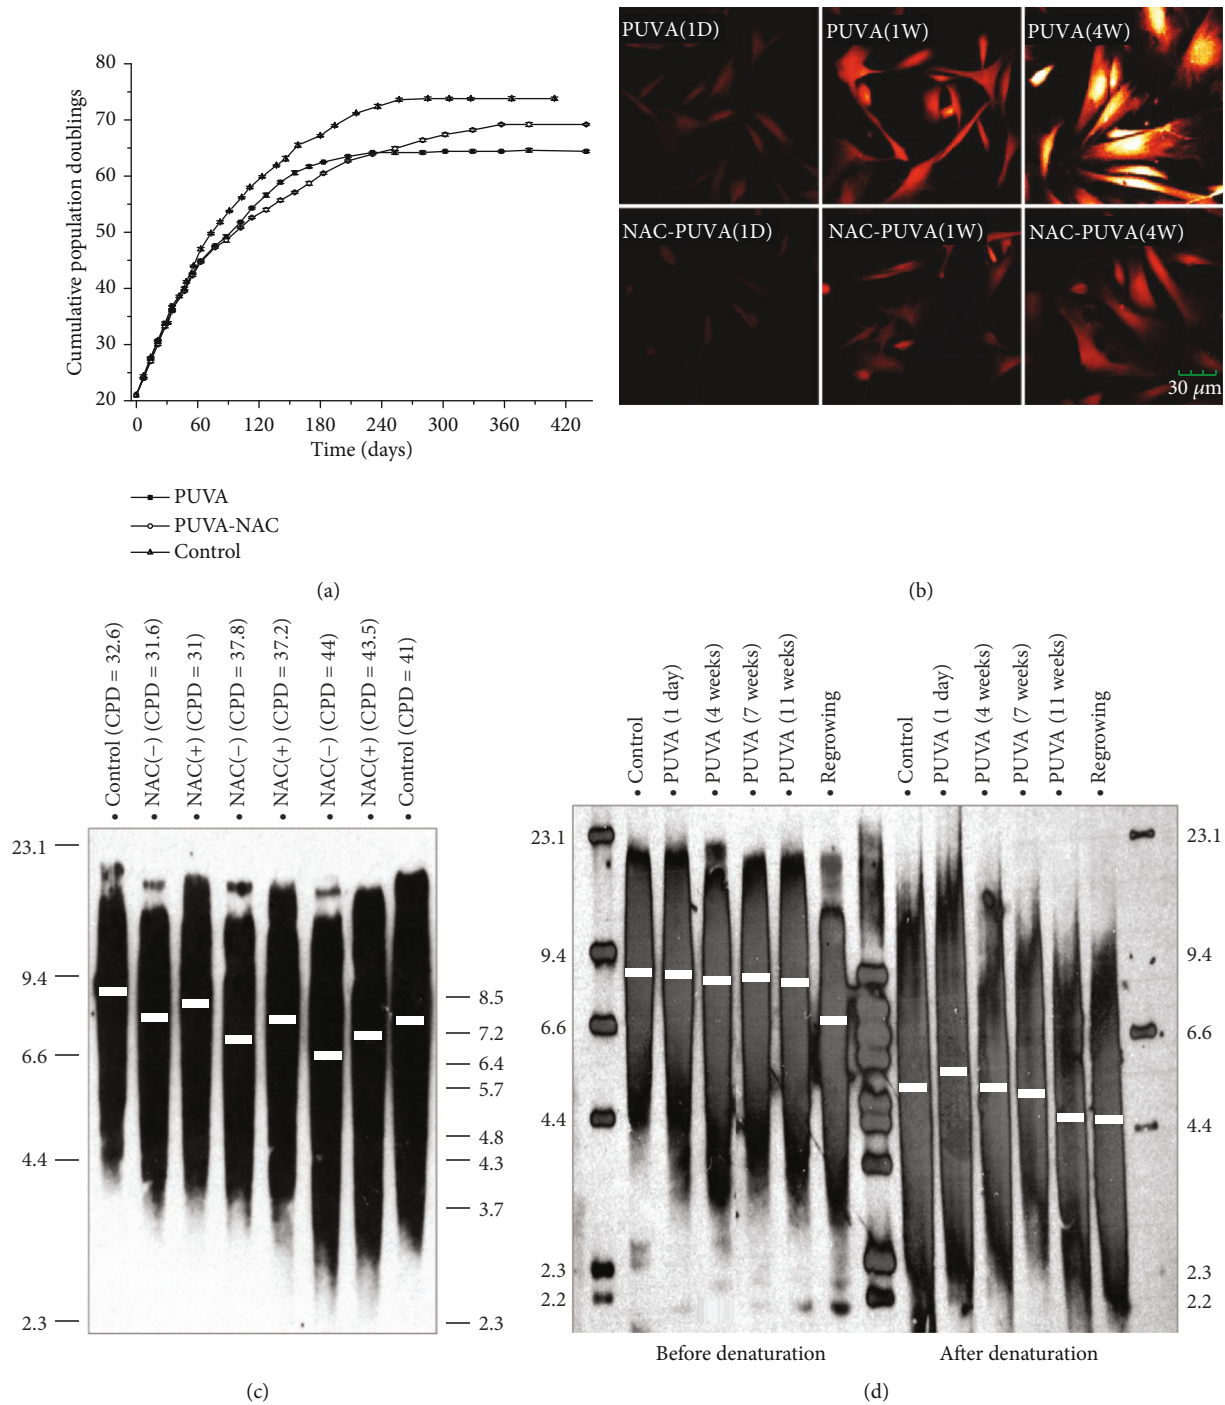 (a)
Cumulative population doublings
80
70
60
50
40
30
20
0 60 120 180 240 300 360 420
Time (days)
PUVA
PUVA-NAC
Control
PUVA(1D) PUVA(1W) PUVA(4W)
NAC-PUVA(1D) NAC-PUVA(1W) NAC-PUVA(4W)
30 μm
(b)
• Control (CPD = 32.6)
• NAC(−) (CPD = 31.6)
• NAC(+) (CPD = 31)
• NAC(−) (CPD = 37.8)
• NAC(+) (CPD = 37.2)
• NAC(−) (CPD = 44)
• NAC(+) (CPD = 43.5)
• Control (CPD = 41)
23.1
9.4
6.6
4.4
2.3
8.5
7.2
6.4
5.7
4.8
4.3
3.7
2.3
(c)
• Control
• PUVA (1 day)
• PUVA (4 weeks)
• PUVA (7 weeks)
• PUVA (11 weeks)
• Regrowing
• Control
• PUVA (1 day)
• PUVA (4 weeks)
• PUVA (7 weeks)
• PUVA (11 weeks)
• Regrowing
23.1
9.4
6.6
4.4
2.3
2.2
23.1
9.4
6.6
4.4
2.3
2.2
Before denaturation After denaturation
(d)